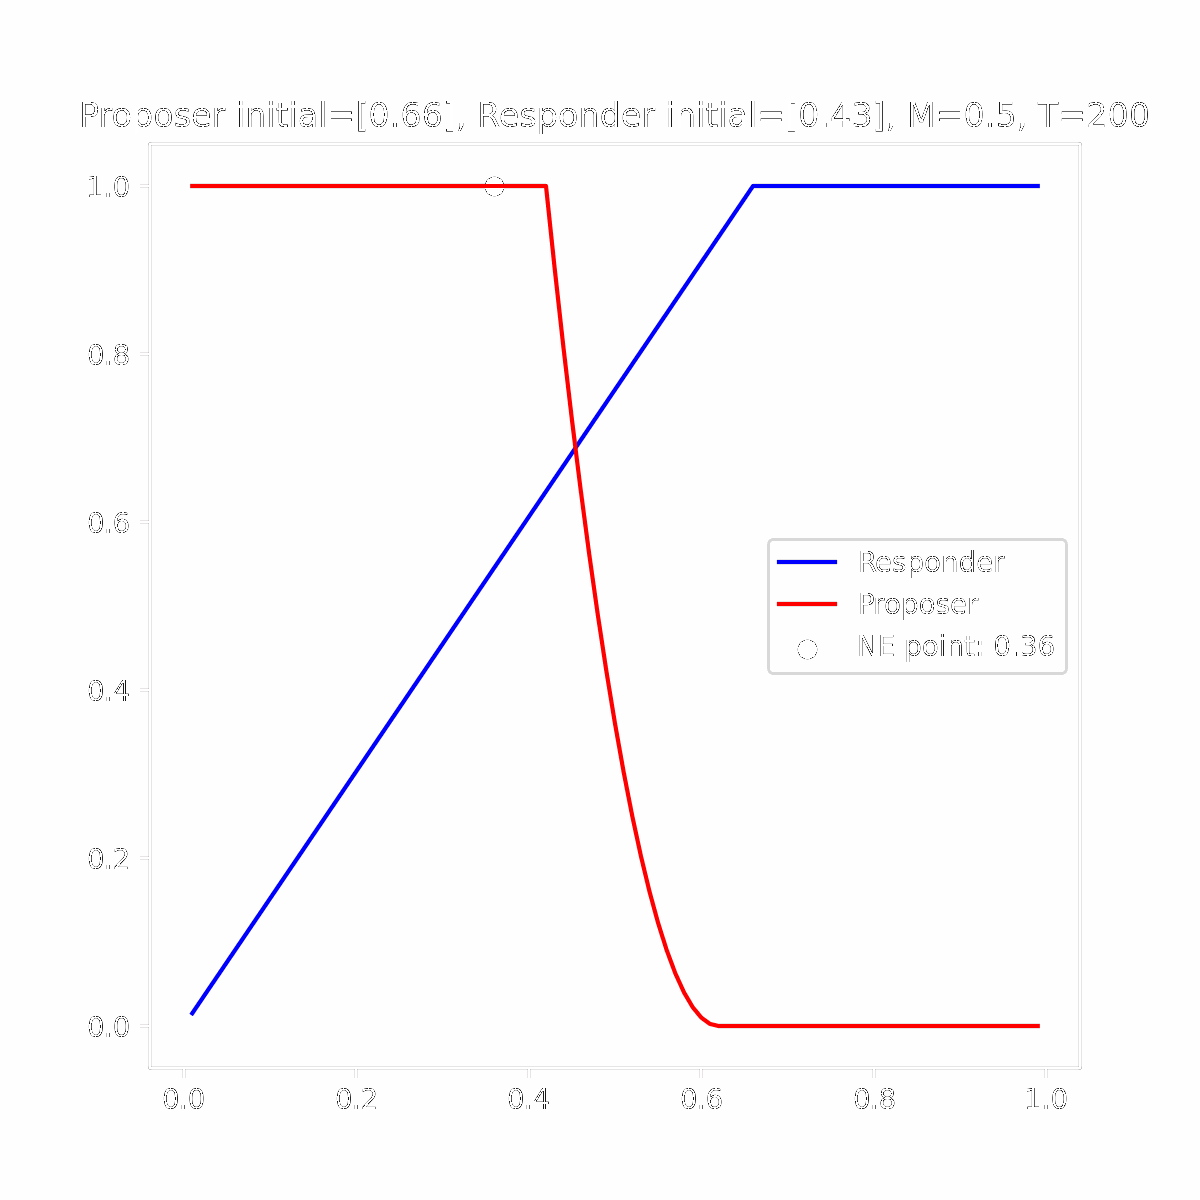 Proposer initial=[0.66], Responder initial=[0.43], M=0.5, T=200
1.0
0.8
0.6
0.4
0.2
0.0
Responder
Proposer
NE point: 0.36
0.0 0.2 0.4 0.6 0.8 1.0